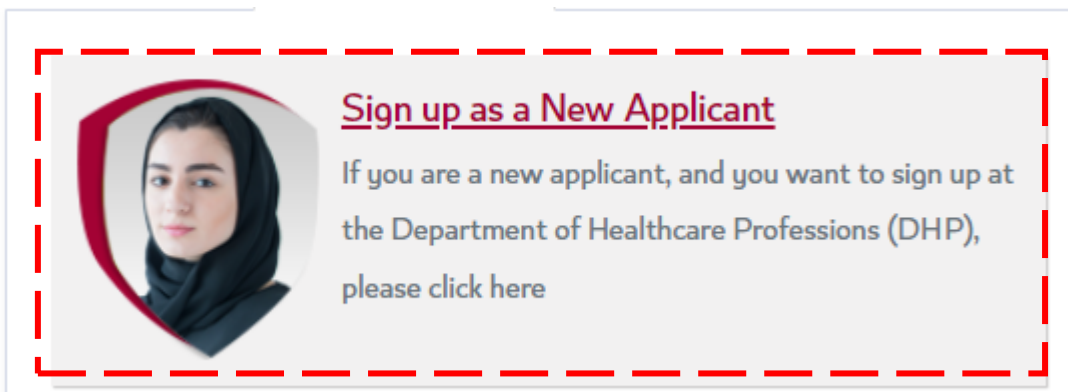 Sign up as a New Applicant
If you are a new applicant, and you want to sign up at
the Department of Healthcare Professions (DHP),
please click here